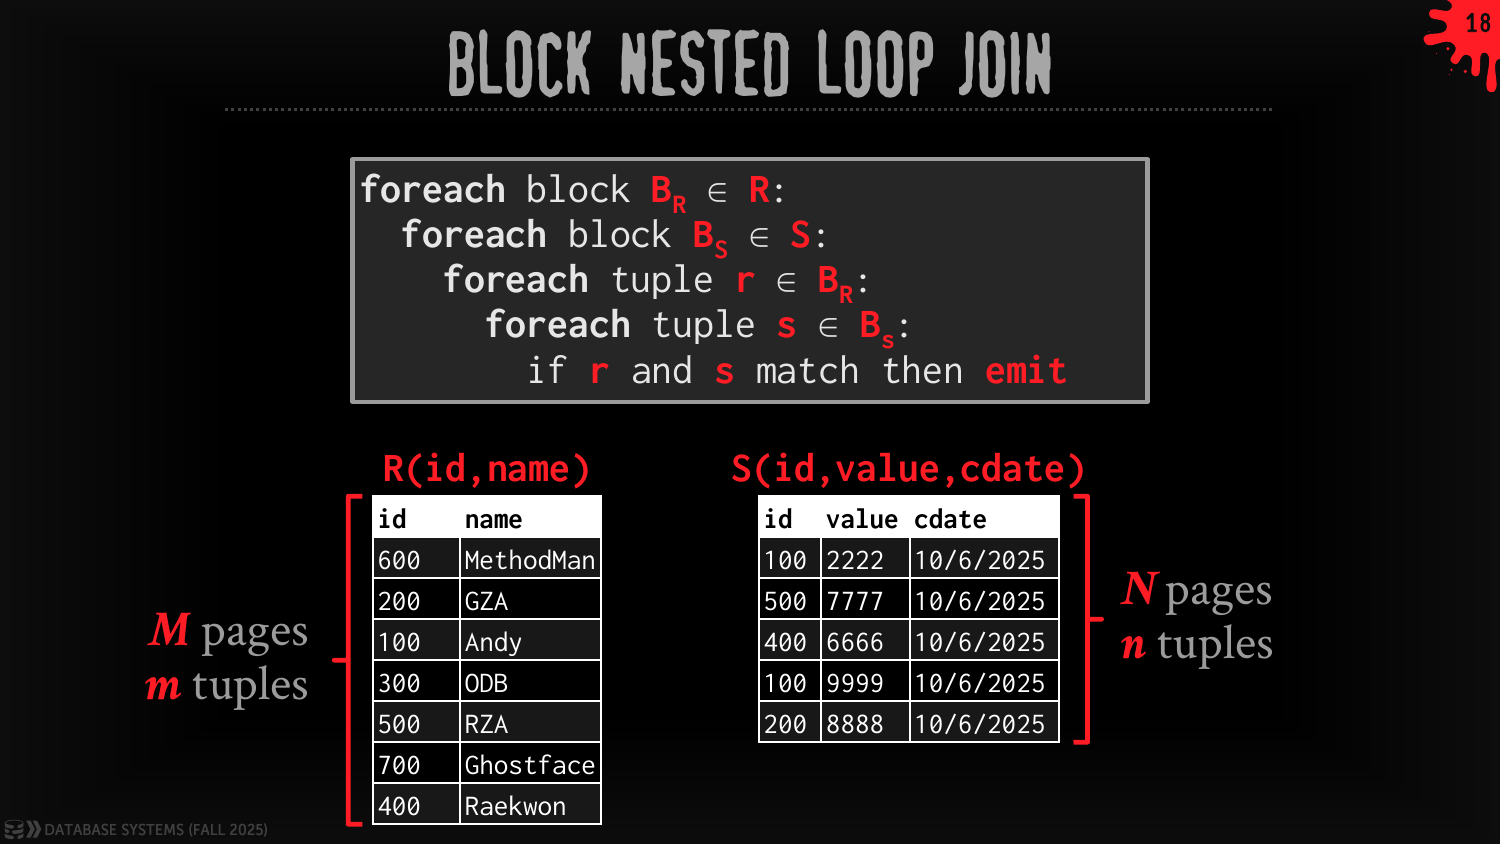 18
BLOCK NESTED LOOP JOIN
foreach block B_R ∈ R:
foreach block B_S ∈ S:
foreach tuple r ∈ B_R:
foreach tuple s ∈ B_s:
if r and s match then emit
R(id,name)
id name
600 MethodMan
200 GZA
100 Andy
300 ODB
500 RZA
700 Ghostface
400 Raekwon
M pages
m tuples
S(id,value,cdate)
id value cdate
100 2222 10/6/2025
500 7777 10/6/2025
400 6666 10/6/2025
100 9999 10/6/2025
200 8888 10/6/2025
N pages
n tuples
DATABASE SYSTEMS (FALL 2025)